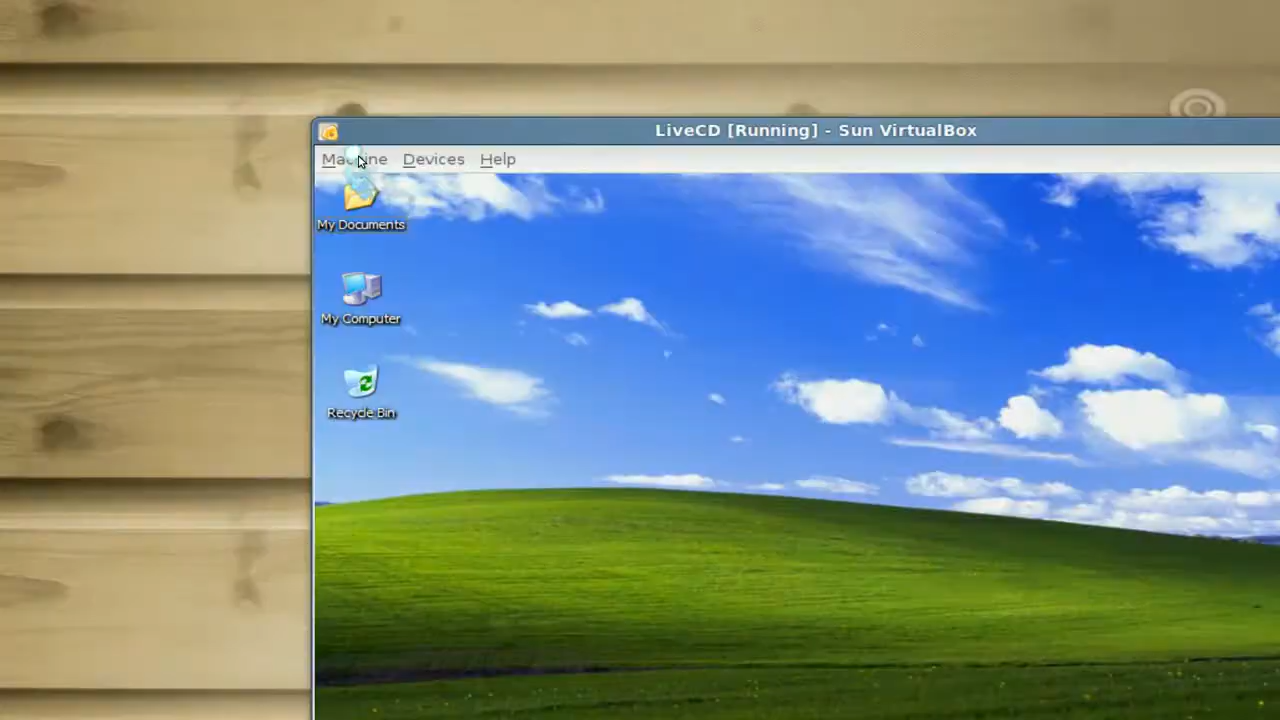 LiveCD [Running] - Sun VirtualBox
Machine Devices Help
My Documents
My Computer
Recycle Bin